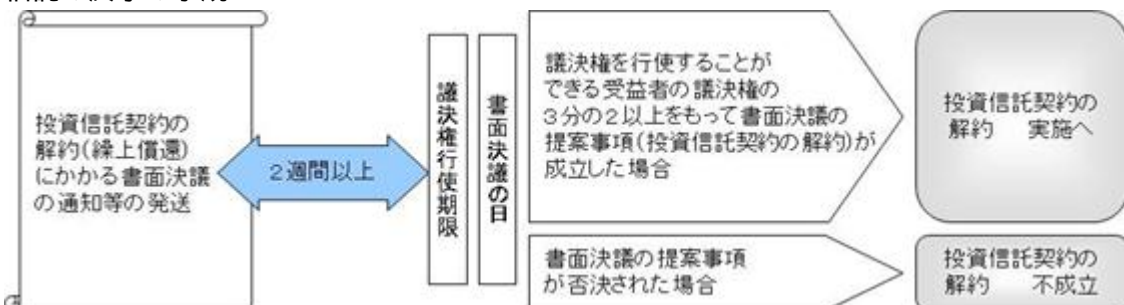 投資信託契約の
解約(繰上償還)
にかかる書面決議
の通知等の発送
2週間以上
議決権行使期限
書面決議の日
議決権を行使することが
できる受益者の議決権の
3分の2以上をもって書面決議の
提案事項(投資信託契約の解約)が
成立した場合
投資信託契約の
解約 実施へ
書面決議の提案事項
が否決された場合
投資信託契約の
解約 不成立